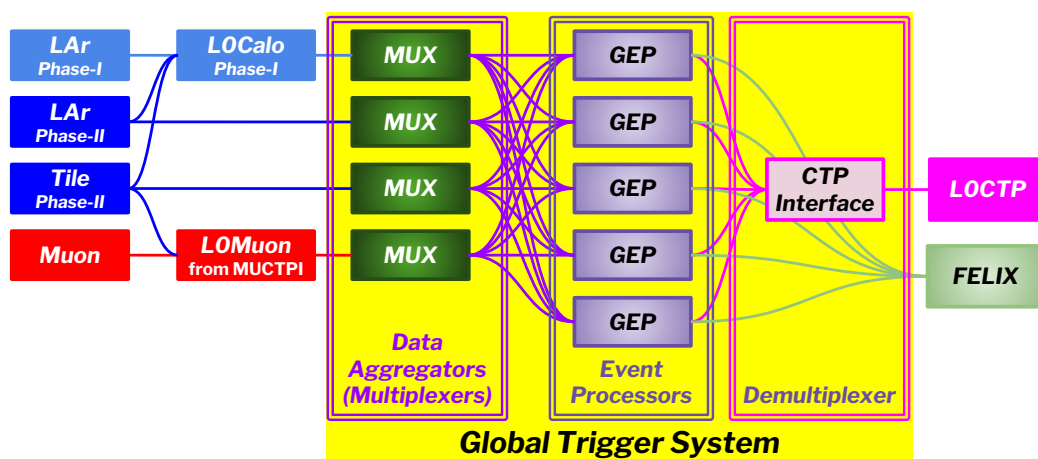 LAr
Phase-I
L0Calo
Phase-I
MUX
GEP
LAr
Phase-II
MUX
GEP
Tile
Phase-II
MUX
GEP
CTP
Interface
L0CTP
Muon
L0Muon
from MUCTPI
MUX
GEP
FELIX
GEP
Data
Aggregators
(Multiplexers)
Event
Processors
Demultiplexer
Global Trigger System